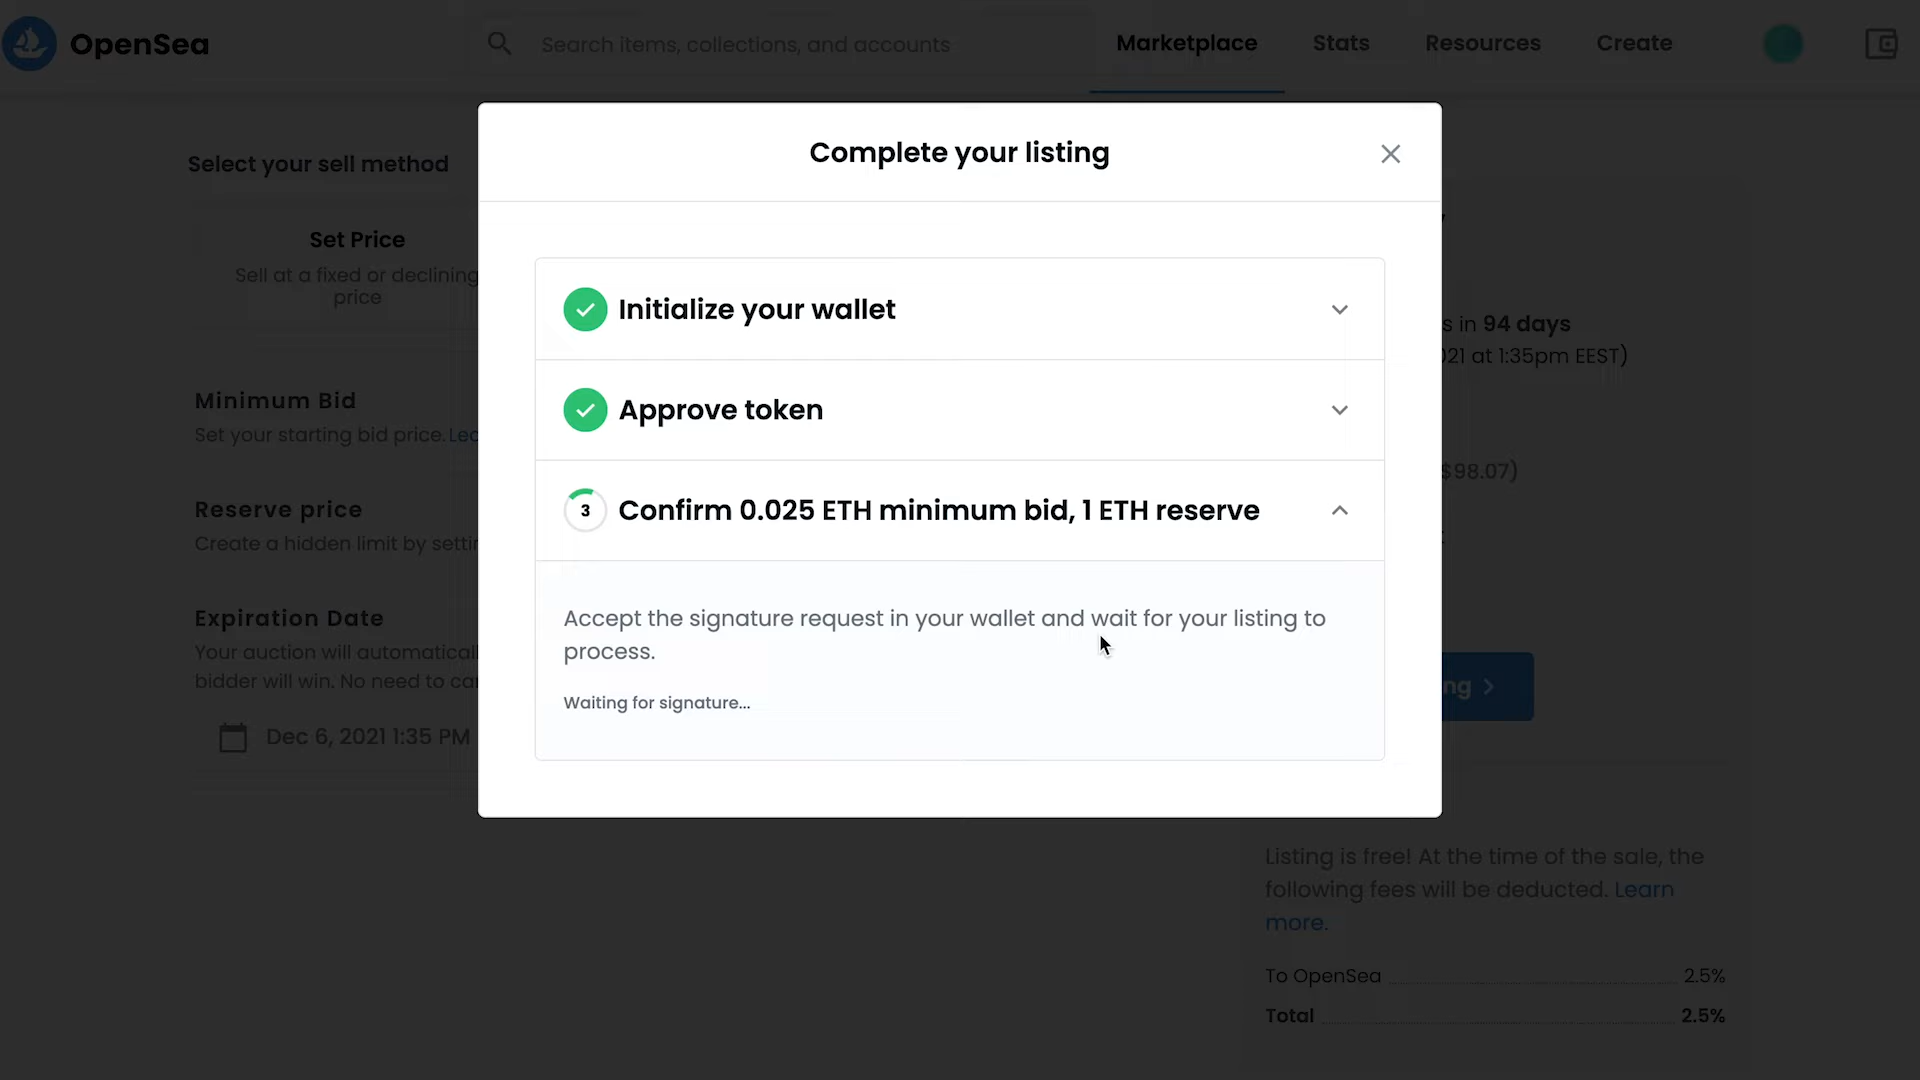 OpenSea
Search items, collections, and accounts
Marketplace
Stats
Resources
Create
Complete your listing
Select your sell method
Set Price
Sell at a fixed or declining
price
Initialize your wallet
Approve token
3 Confirm 0.025 ETH minimum bid, 1 ETH reserve
Accept the signature request in your wallet and wait for your listing to
process.
Waiting for signature...
Minimum Bid
Set your starting bid price.
Reserve price
Create a hidden limit by
Expiration Date
Your auction will
bidder will win. No need to
Dec 6, 2021 1:35 PM
in 94 days
at 1:35pm EEST)
$98.07)
Listing is free! At the time of the sale, the
following fees will be deducted. Learn
more.
To OpenSea 2.5%
Total 2.5%